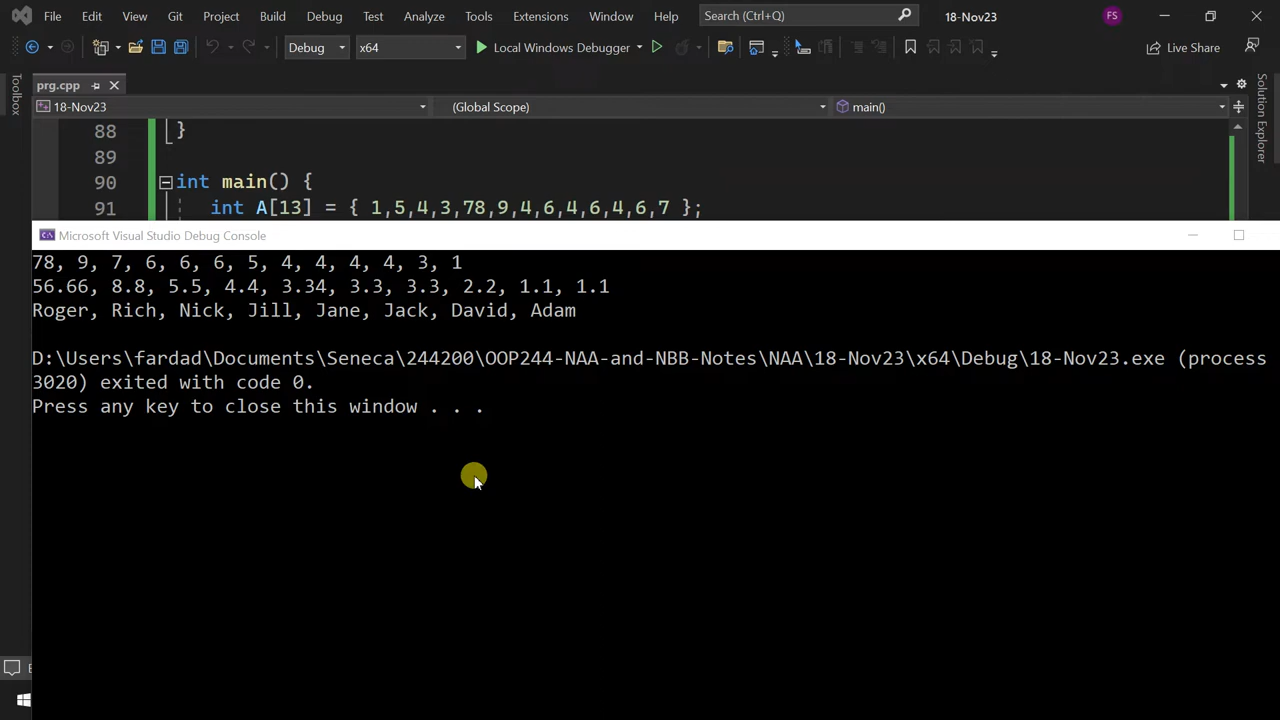 File Edit View Git Project Build Debug Test Analyze Tools Extensions Window Help Search (Ctrl+Q) 18-Nov23 FS
Debug x64 Local Windows Debugger Live Share
Toolbox
prg.cpp
18-Nov23 (Global Scope) main()
Solution Explorer
88 }
89
90 int main() {
91 int A[13] = { 1,5,4,3,78,9,4,6,4,6,4,6,7 };
Microsoft Visual Studio Debug Console
78, 9, 7, 6, 6, 6, 5, 4, 4, 4, 4, 3, 1
56.66, 8.8, 5.5, 4.4, 3.34, 3.3, 3.3, 2.2, 1.1, 1.1
Roger, Rich, Nick, Jill, Jane, Jack, David, Adam
D:\Users\fardad\Documents\Seneca\244200\OOP244-NAA-and-NBB-Notes\NAA\18-Nov23\x64\Debug\18-Nov23.exe (process
3020) exited with code 0.
Press any key to close this window . . .